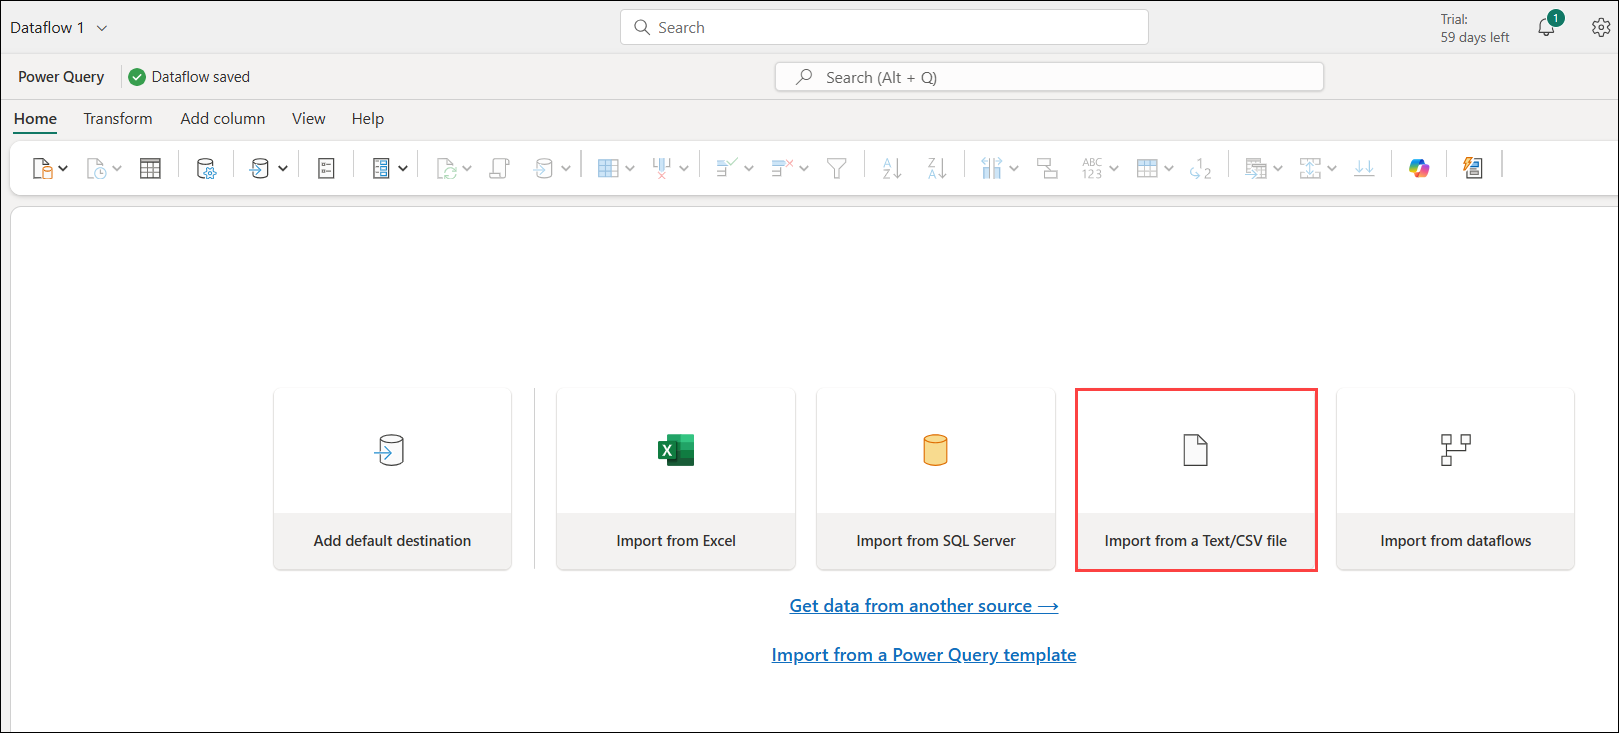 Dataflow 1
Search
Trial:
59 days left
1
Power Query
Dataflow saved
Search (Alt + Q)
Home
Transform
Add column
View
Help
A
Z
Z
A
ABC
123
1
2
X
Add default destination
Import from Excel
Import from SQL Server
Import from a Text/CSV file
Import from dataflows
Get data from another source →
Import from a Power Query template